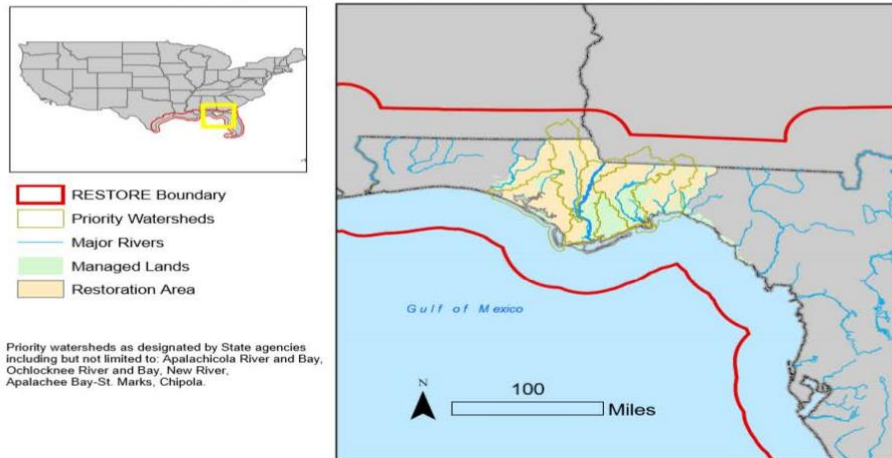 RESTORE Boundary
Priority Watersheds
Major Rivers
Managed Lands
Restoration Area
Priority watersheds as designated by State agencies
including but not limited to: Apalachicola River and Bay,
Ochlocknee River and Bay, New River,
Apalachee Bay-St. Marks, Chipola.
Gulf of Mexico
N
100
Miles